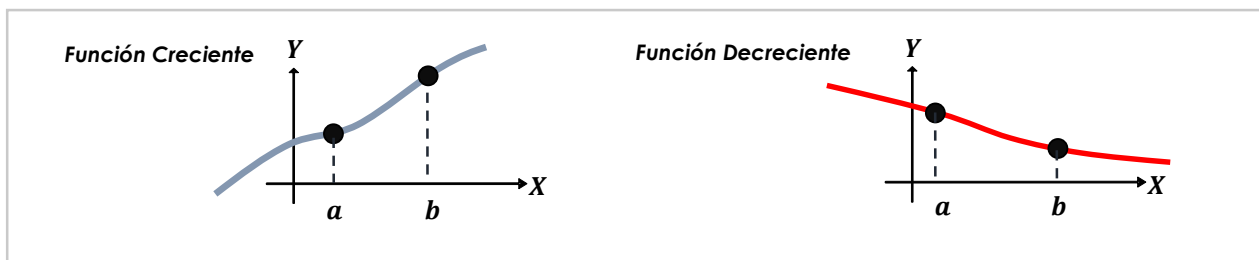 Función Creciente
Y
X
a
b
Función Decreciente
Y
X
a
b